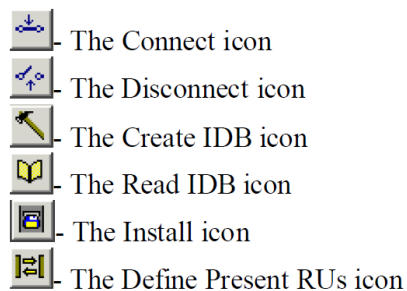 - The Connect icon
- The Disconnect icon
- The Create IDB icon
- The Read IDB icon
- The Install icon
- The Define Present RUs icon